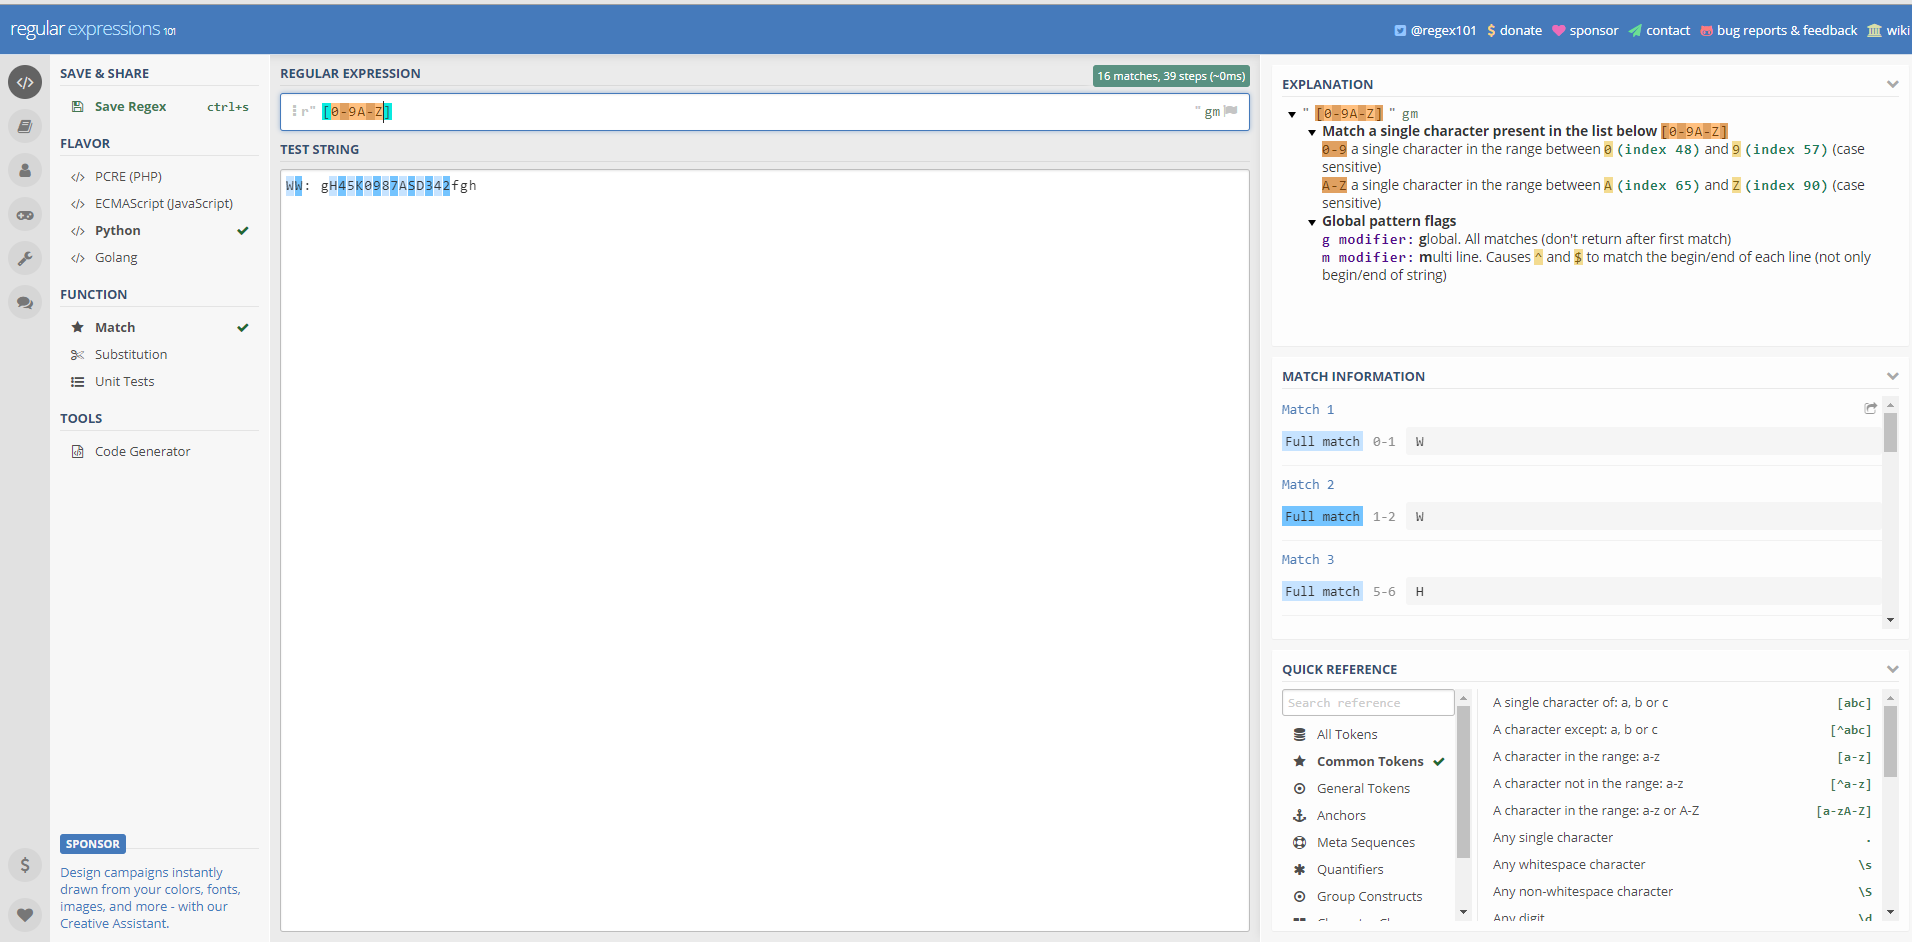 regular expressions 101
@regex101 $ donate sponsor contact bug reports & feedback wiki
SAVE & SHARE
Save Regex ctrl+s
FLAVOR
</> PCRE (PHP)
</> ECMAScript (JavaScript)
</> Python
</> Golang
FUNCTION
Match
Substitution
Unit Tests
TOOLS
Code Generator
SPONSOR
Design campaigns instantly
drawn from your colors, fonts,
images, and more - with our
Creative Assistant.
REGULAR EXPRESSION
16 matches, 39 steps (~0ms)
r" [0-9A-Z] " gm
TEST STRING
WW: gH45K0987ASD342fgh
EXPLANATION
" [0-9A-Z] " gm
Match a single character present in the list below [0-9A-Z]
0-9 a single character in the range between 0 (index 48) and 9 (index 57) (case
sensitive)
A-Z a single character in the range between A (index 65) and Z (index 90) (case
sensitive)
Global pattern flags
g modifier: global. All matches (don't return after first match)
m modifier: multi line. Causes ^ and $ to match the begin/end of each line (not only
begin/end of string)
MATCH INFORMATION
Match 1
Full match 0-1 W
Match 2
Full match 1-2 W
Match 3
Full match 5-6 H
QUICK REFERENCE
Search reference
All Tokens
Common Tokens
General Tokens
Anchors
Meta Sequences
Quantifiers
Group Constructs
A single character of: a, b or c [abc]
A character except: a, b or c [^abc]
A character in the range: a-z [a-z]
A character not in the range: a-z [^a-z]
A character in the range: a-z or A-Z [a-zA-Z]
Any single character .
Any whitespace character \s
Any non-whitespace character \S
Any digit \d